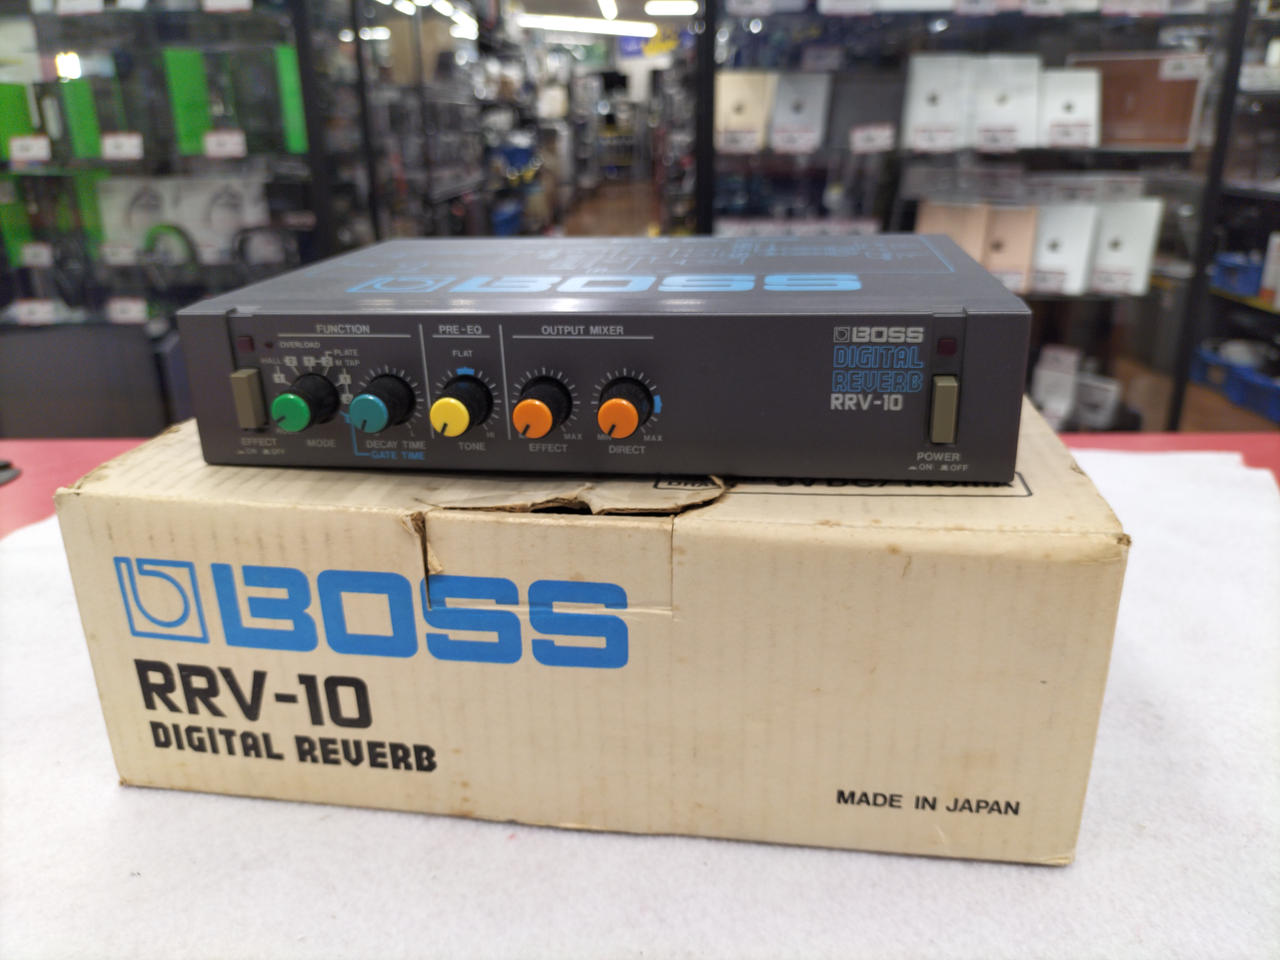 BOSS
FUNCTION
PRE-EQ
OUTPUT MIXER
BOSS
DIGITAL
REVERB
RRV-10
OVERLOAD
HALL
PLATE
M TAP
FLAT
EFFECT
ON OFF
MODE
DECAY TIME
GATE TIME
TONE
HI
EFFECT
MAX
MIN
DIRECT
MAX
POWER
ON OFF
BOSS
RRV-10
DIGITAL REVERB
MADE IN JAPAN